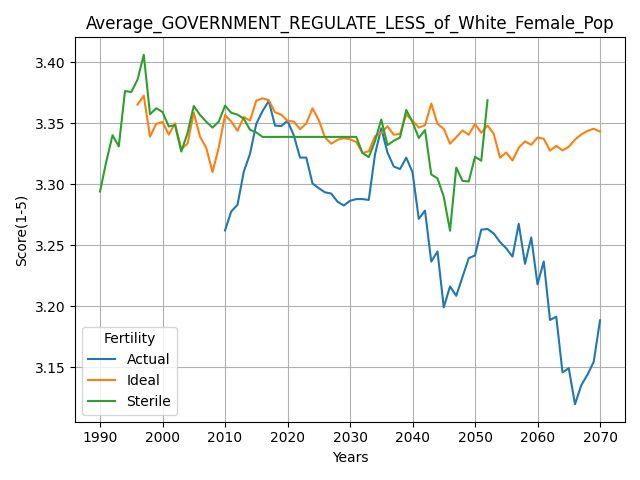 Average_GOVERNMENT_REGULATE_LESS_of_White_Female_Pop
Score(1-5)
3.40
3.35
3.30
3.25
3.20
3.15
Fertility
Actual
Ideal
Sterile
1990 2000 2010 2020 2030 2040 2050 2060 2070
Years